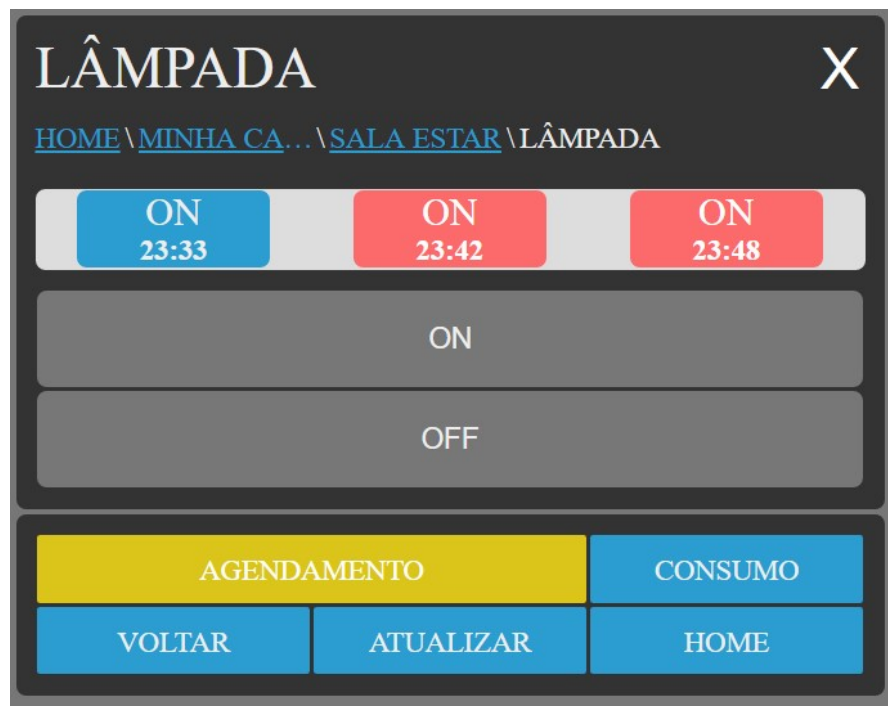 LÂMPADA X
HOME\MINHA CA...\SALA ESTAR\LÂMPADA
ON ON ON
23:33 23:42 23:48
ON
OFF
AGENDAMENTO CONSUMO
VOLTAR ATUALIZAR HOME